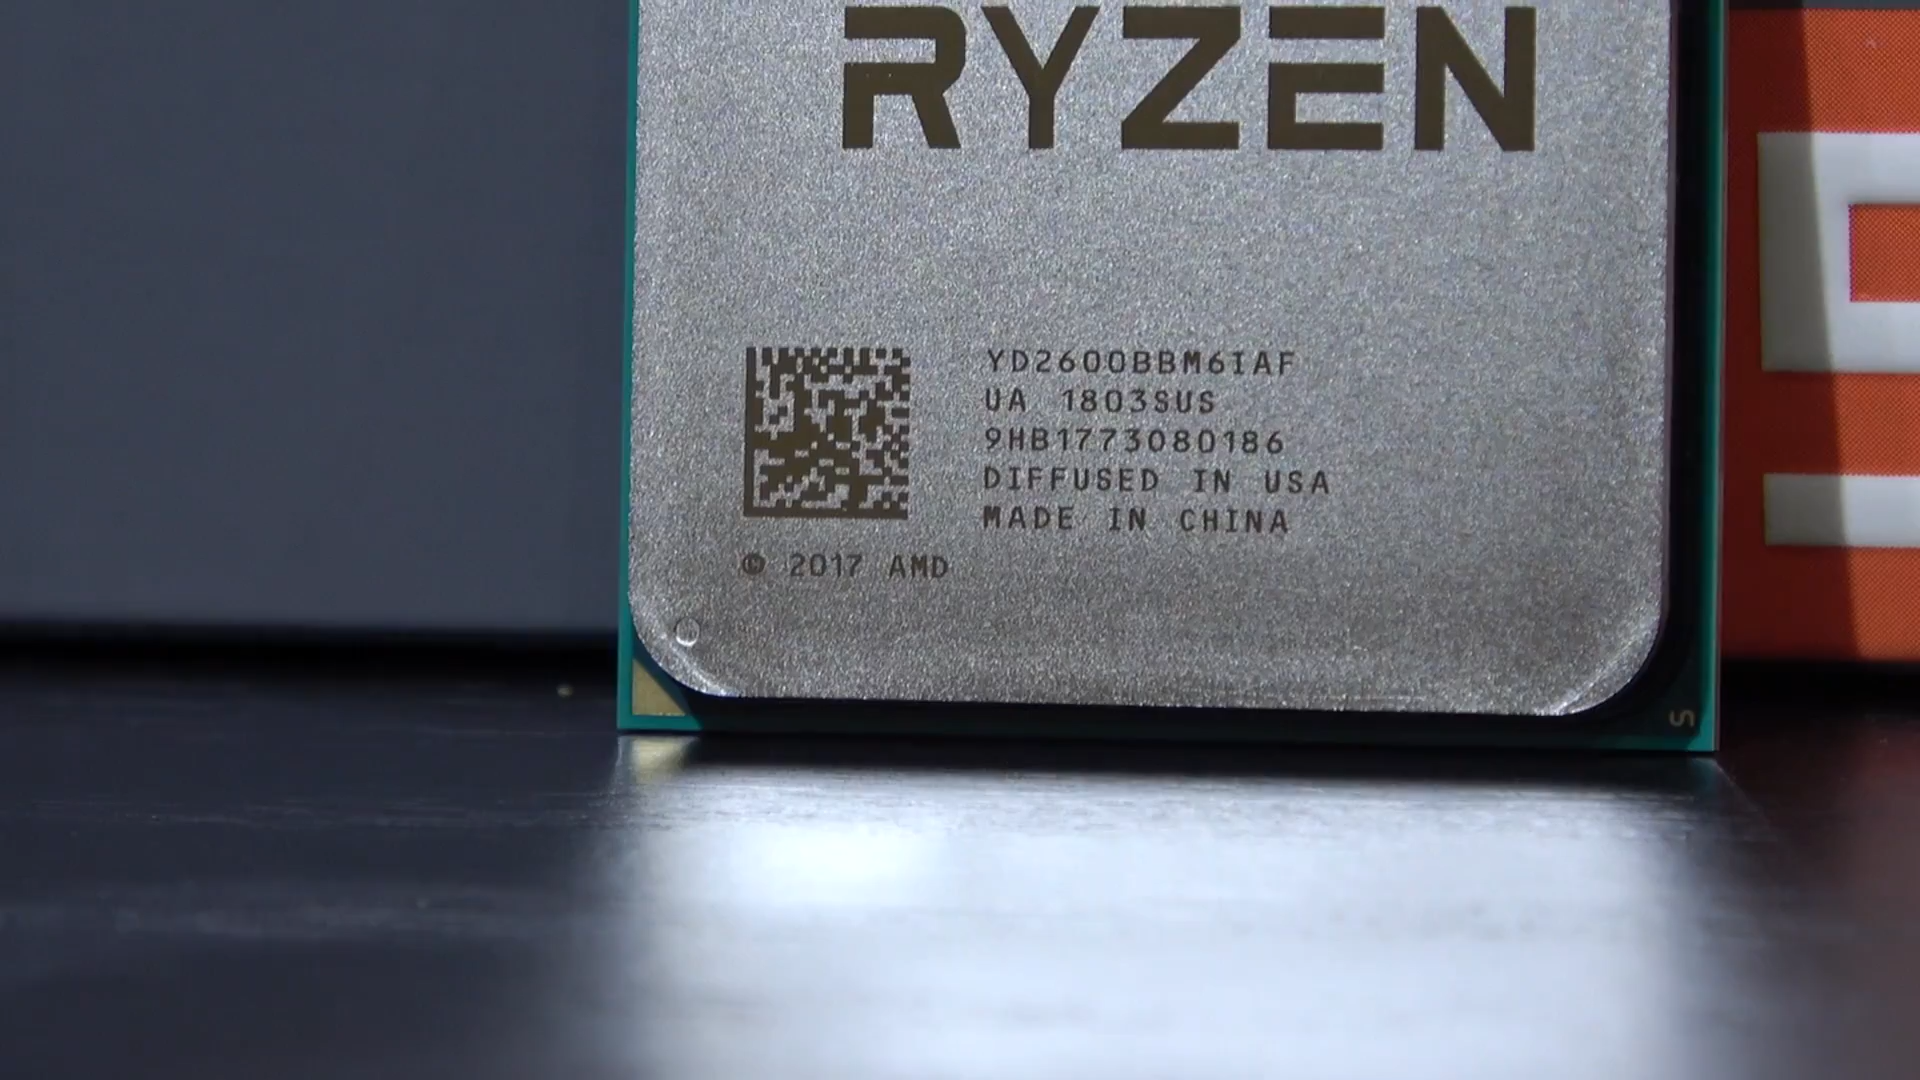 RYZEN
YD2600BBM6IAF
UA 1803SUS
9HB1773080186
DIFFUSED IN USA
MADE IN CHINA
© 2017 AMD